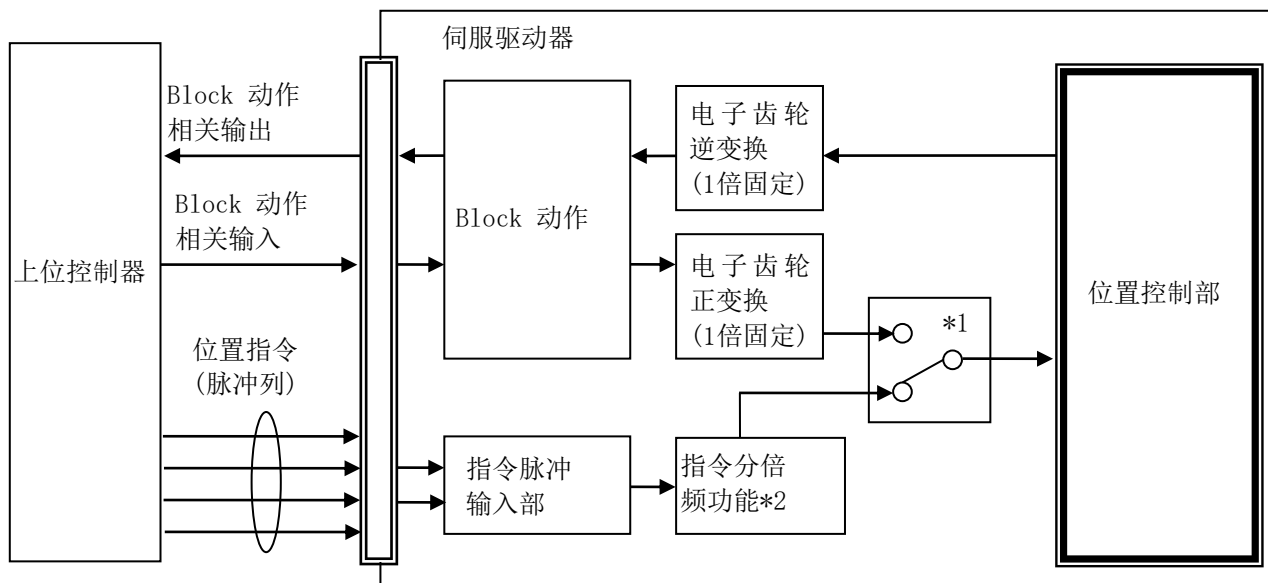 伺服驱动器
Block 动作
相关输出
Block 动作
相关输入
上位控制器
位置指令
(脉冲列)
Block 动作
电子齿轮
逆变换
(1倍固定)
电子齿轮
正变换
(1倍固定)
*1
位置控制部
指令脉冲
输入部
指令分倍
频功能*2